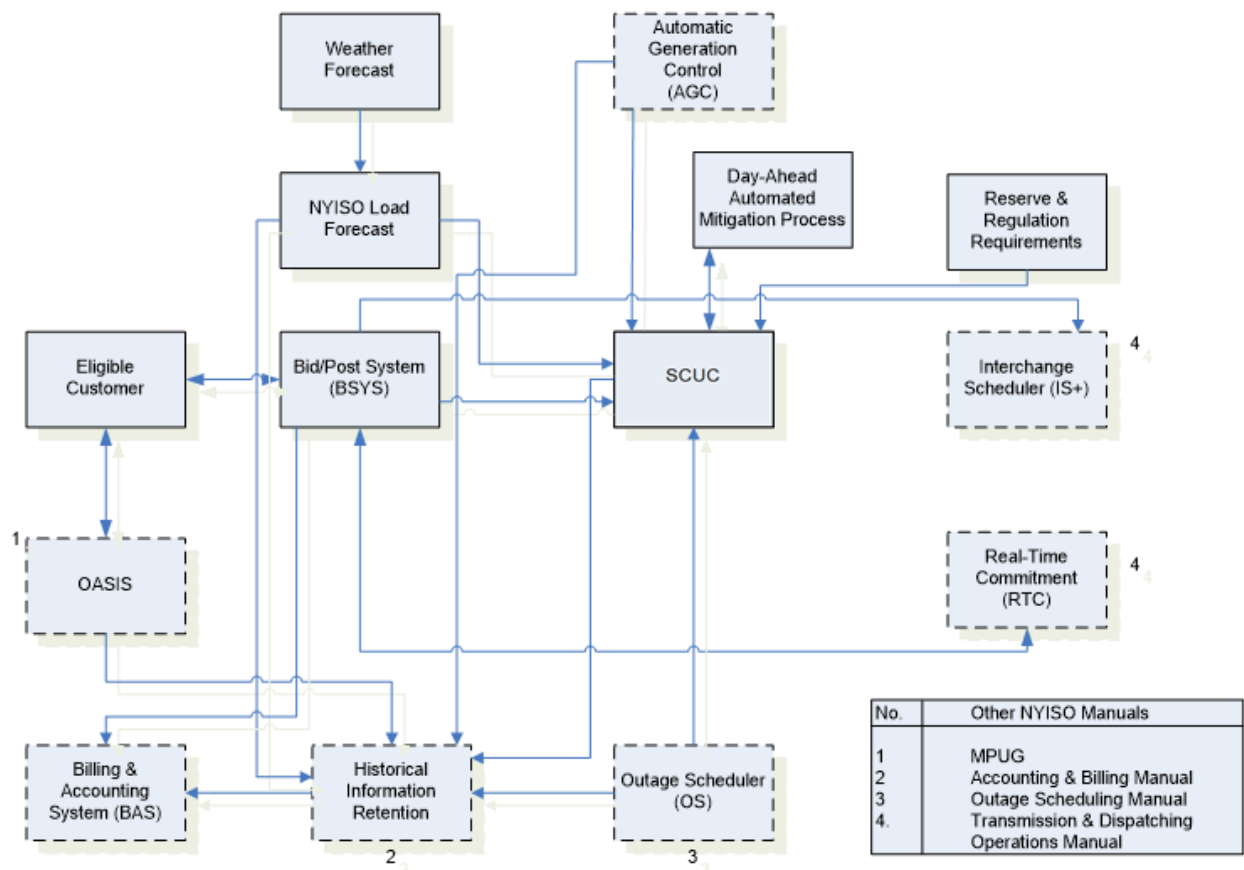 Weather
Forecast
Automatic
Generation
Control
(AGC)
NYISO Load
Forecast
Day-Ahead
Automated
Mitigation Process
Reserve &
Regulation
Requirements
Eligible
Customer
Bid/Post System
(BSYS)
SCUC
Interchange
Scheduler (IS+)
4
4
1
OASIS
Real-Time
Commitment
(RTC)
4
4
Billing &
Accounting
System (BAS)
Historical
Information
Retention
2
Outage Scheduler
(OS)
3
3
No. Other NYISO Manuals
1 MPUG
2 Accounting & Billing Manual
3 Outage Scheduling Manual
4. Transmission & Dispatching
Operations Manual